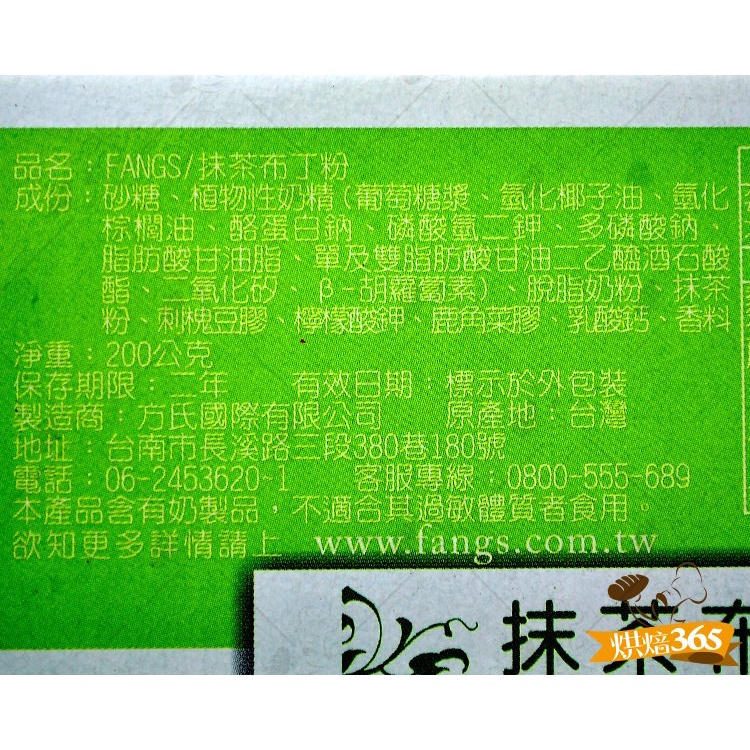 品名：FANGS/抹茶布丁粉
成份：砂糖、植物性奶精(葡萄糖漿、氫化椰子油、氫化
棕櫚油、酪蛋白鈉、磷酸氫二鉀、多磷酸鈉、
脂肪酸甘油脂、單及雙脂肪酸甘油二乙醯酒石酸
酯、二氧化矽、β-胡蘿蔔素)、脫脂奶粉、抹茶
粉、刺槐豆膠、檸檬酸鉀、鹿角菜膠、乳酸鈣、香料
淨重：200公克
保存期限：二年 有效日期：標示於外包裝
製造商：方氏國際有限公司 原產地：台灣
地址：台南市長溪路三段380巷180號
電話：06-2453620~1 客服專線：0800-555-689
本產品含有奶製品，不適合其過敏體質者食用。
欲知更多詳情請上 www.fangs.com.tw
抹茶布
烘焙365